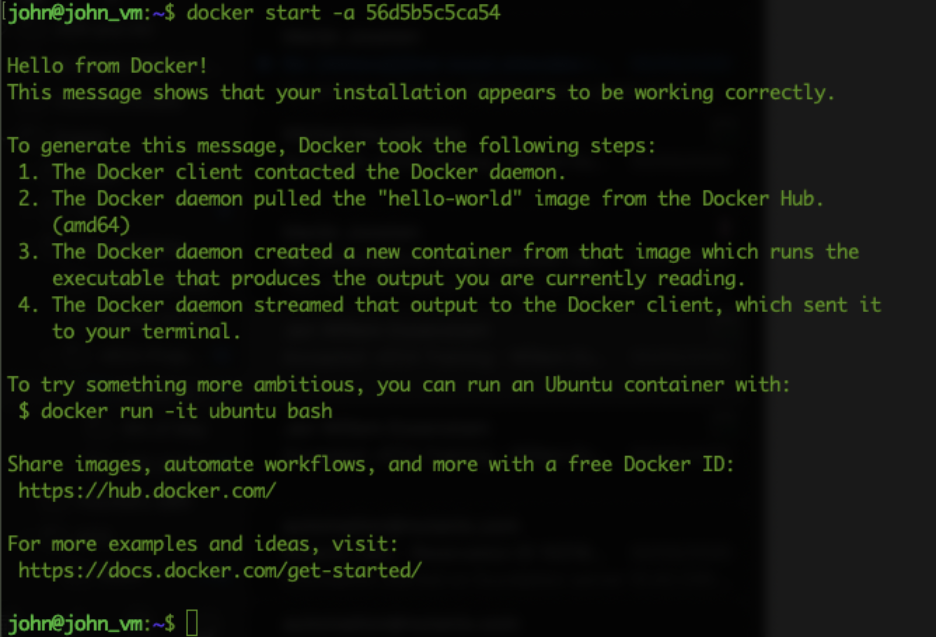 john@john_vm:~$ docker start -a 56d5b5c5ca54
Hello from Docker!
This message shows that your installation appears to be working correctly.
To generate this message, Docker took the following steps:
1. The Docker client contacted the Docker daemon.
2. The Docker daemon pulled the "hello-world" image from the Docker Hub.
(amd64)
3. The Docker daemon created a new container from that image which runs the
executable that produces the output you are currently reading.
4. The Docker daemon streamed that output to the Docker client, which sent it
to your terminal.
To try something more ambitious, you can run an Ubuntu container with:
$ docker run -it ubuntu bash
Share images, automate workflows, and more with a free Docker ID:
https://hub.docker.com/
For more examples and ideas, visit:
https://docs.docker.com/get-started/
john@john_vm:~$